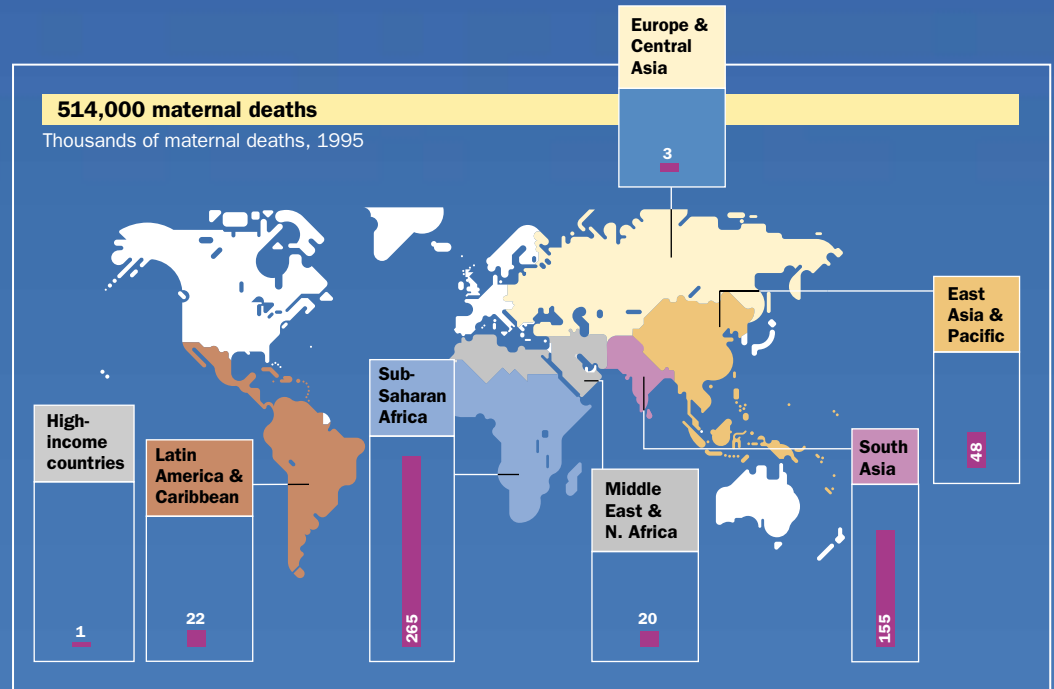 Europe &
Central
Asia
514,000 maternal deaths
Thousands of maternal deaths, 1995
3
East
Asia &
Pacific
48
Sub-
Saharan
Africa
265
High-
income
countries
1
Latin
America &
Caribbean
22
Middle
East &
N. Africa
20
South
Asia
155